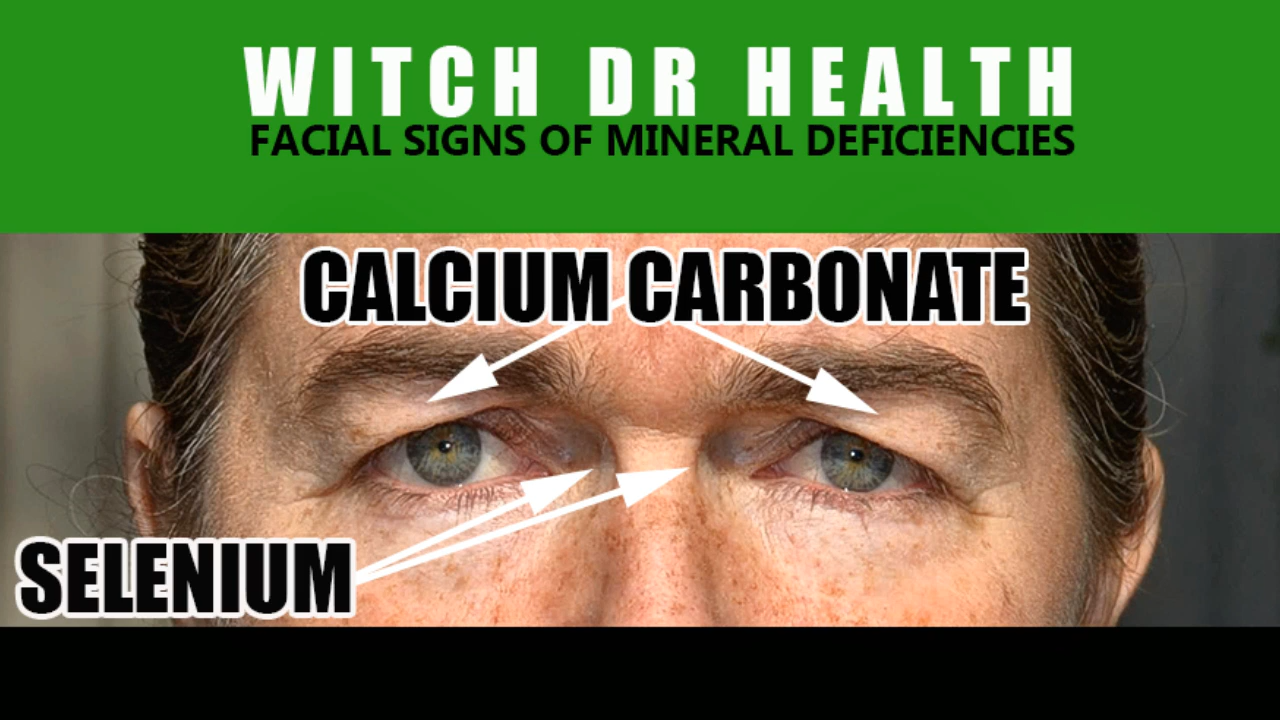 WITCH DR HEALTH
FACIAL SIGNS OF MINERAL DEFICIENCIES
CALCIUM CARBONATE
SELENIUM